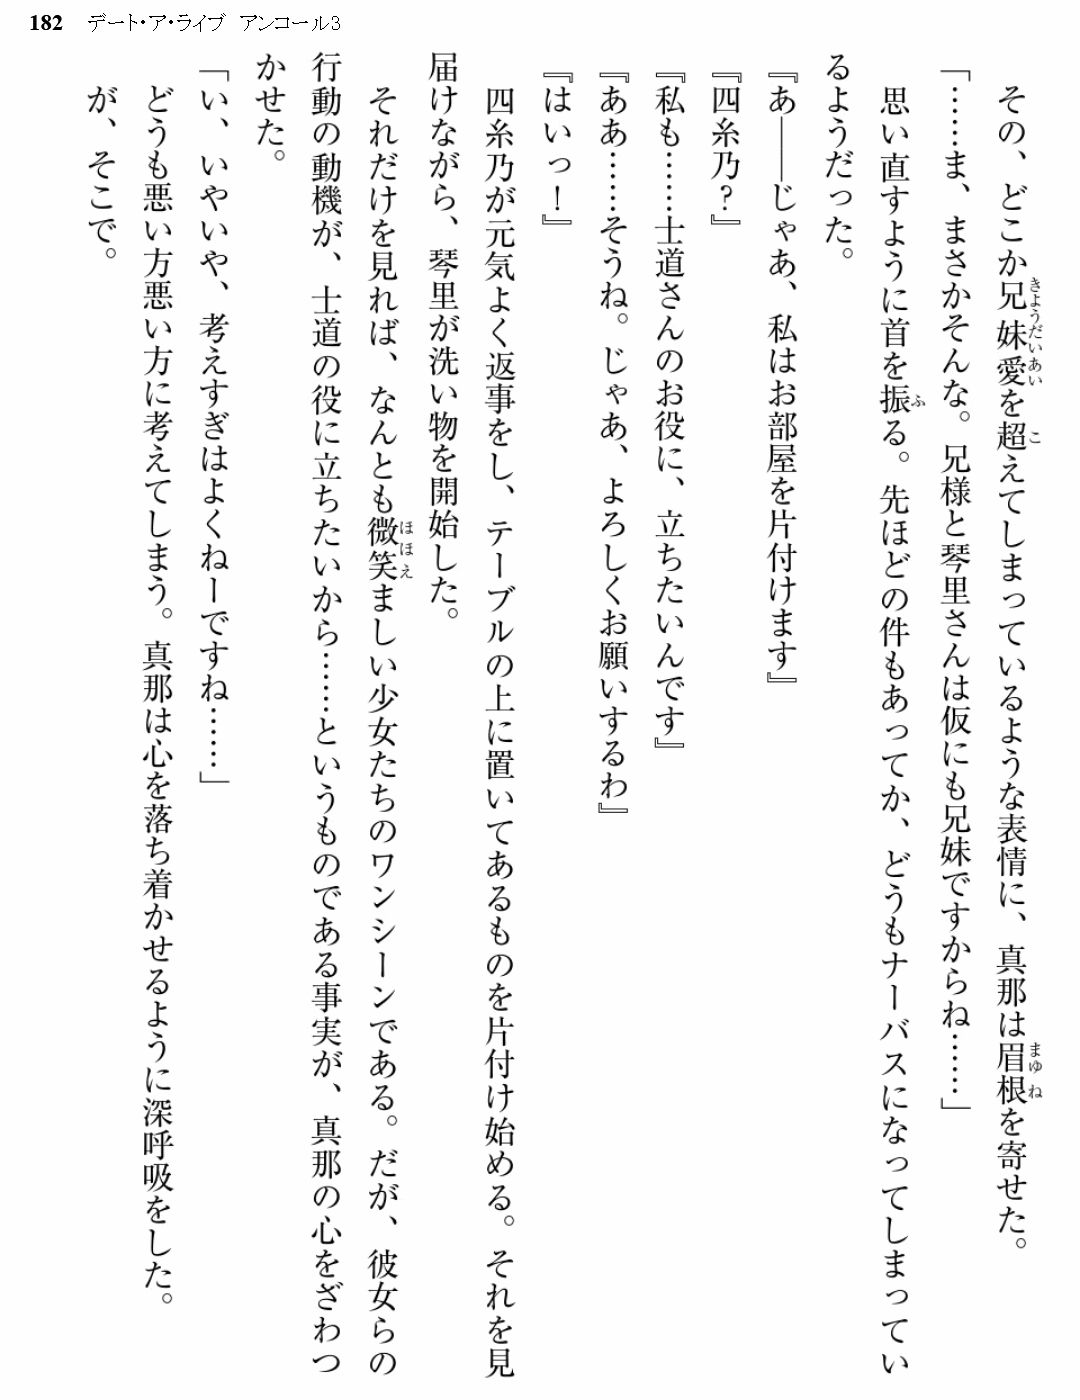 182 デート・ア・ライブ アンコール3
その、どこか兄妹愛を超えてしまっているような表情に、真那は眉根を寄せた。
「……ま、まさかそんな。兄様と琴里さんは仮にも兄妹ですからね……」
思い直すように首を振る。先ほどの件もあってか、どうもナーバスになってしまってい
るようだった。
『あ――じゃあ、私はお部屋を片付けます』
『四糸乃？』
『私も……士道さんのお役に、立ちたいんです』
『ああ……そうね。じゃあ、よろしくお願いするわ』
『はいっ！』
四糸乃が元気よく返事をし、テーブルの上に置いてあるものを片付け始める。それを見
届けながら、琴里が洗い物を開始した。
それだけを見れば、なんとも微笑ましい少女たちのワンシーンである。だが、彼女らの
行動の動機が、士道の役に立ちたいから……というものである事実が、真那の心をざわつ
かせた。
「い、いやいや、考えすぎはよくねーですね……」
どうも悪い方悪い方に考えてしまう。真那は心を落ち着かせるように深呼吸をした。
が、そこで。